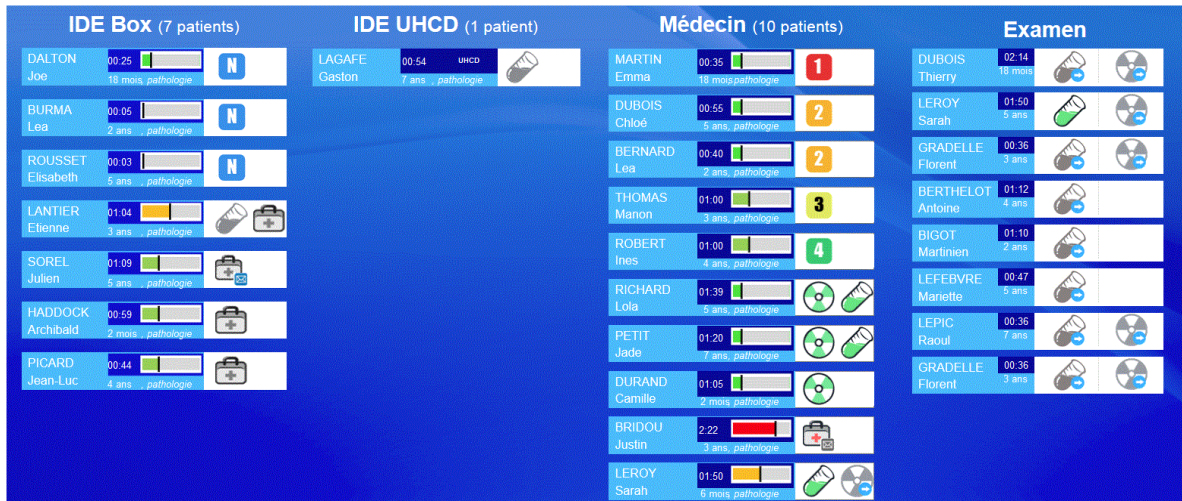 IDE Box (7 patients)
DALTON
Joe
00:25
18 mois, pathologie
N
BURMA
Lea
00:05
2 ans , pathologie
N
ROUSSET
Elisabeth
00:03
5 ans , pathologie
N
LANTIER
Etienne
01:04
3 ans , pathologie
SOREL
Julien
01:09
5 ans , pathologie
HADDOCK
Archibald
00:59
2 mois , pathologie
PICARD
Jean-Luc
00:44
4 ans , pathologie
IDE UHCD (1 patient)
LAGAFE
Gaston
00:54 UHCD
7 ans , pathologie
Médecin (10 patients)
MARTIN
Emma
00:35
18 mois pathologie
1
DUBOIS
Chloé
00:55
5 ans, pathologie
2
BERNARD
Lea
00:40
2 ans, pathologie
2
THOMAS
Manon
01:00
3 ans, pathologie
3
ROBERT
Ines
01:00
4 ans, pathologie
4
RICHARD
Lola
01:39
5 ans, pathologie
PETIT
Jade
01:20
7 ans, pathologie
DURAND
Camille
01:05
2 mois, pathologie
BRIDOU
Justin
2:22
3 ans, pathologie
LEROY
Sarah
01:50
6 mois, pathologie
Examen
DUBOIS
Thierry
02:14
18 mois
LEROY
Sarah
01:50
5 ans
GRADELLE
Florent
00:36
3 ans
BERTHELOT
Antoine
01:12
4 ans
BIGOT
Martinien
01:10
2 ans
LEFEBVRE
Mariette
00:47
5 ans
LEPIC
Raoul
00:36
7 ans
GRADELLE
Florent
00:36
3 ans